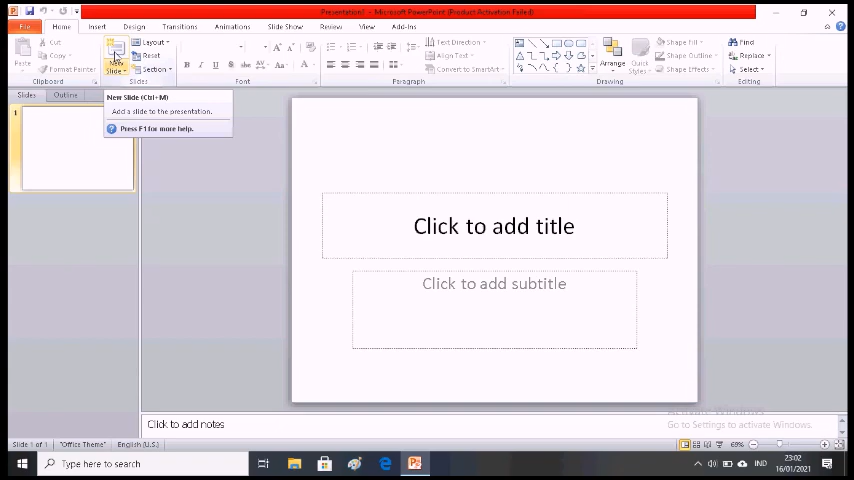 Presentation1 - Microsoft PowerPoint (Product Activation Failed)
File Home Insert Design Transitions Animations Slide Show Review View Add-Ins
Paste
Cut
Copy
Format Painter
Clipboard
New Slide
Layout
Reset
Section
Slides
B I U S abc AV Aa A
Font
Text Direction
Align Text
Convert to SmartArt
Paragraph
Arrange
Quick Styles
Shape Fill
Shape Outline
Shape Effects
Drawing
Find
Replace
Select
Editing
Slides Outline
New Slide (Ctrl+M)
Add a slide to the presentation.
Press F1 for more help.
1
Click to add title
Click to add subtitle
Click to add notes
Activate Windows
Go to Settings to activate Windows.
Slide 1 of 1 "Office Theme" English (U.S.) 69%
Type here to search
IND
23:02
16/01/2021